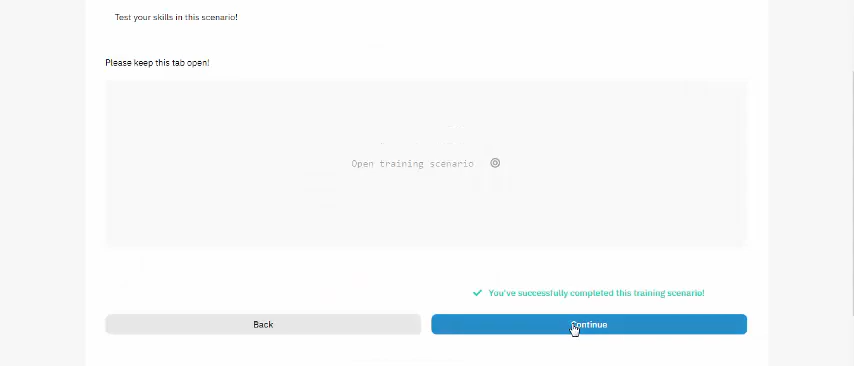 Test your skills in this scenario!
Please keep this tab open!
Open training scenario
You've successfully completed this training scenario!
Back
Continue